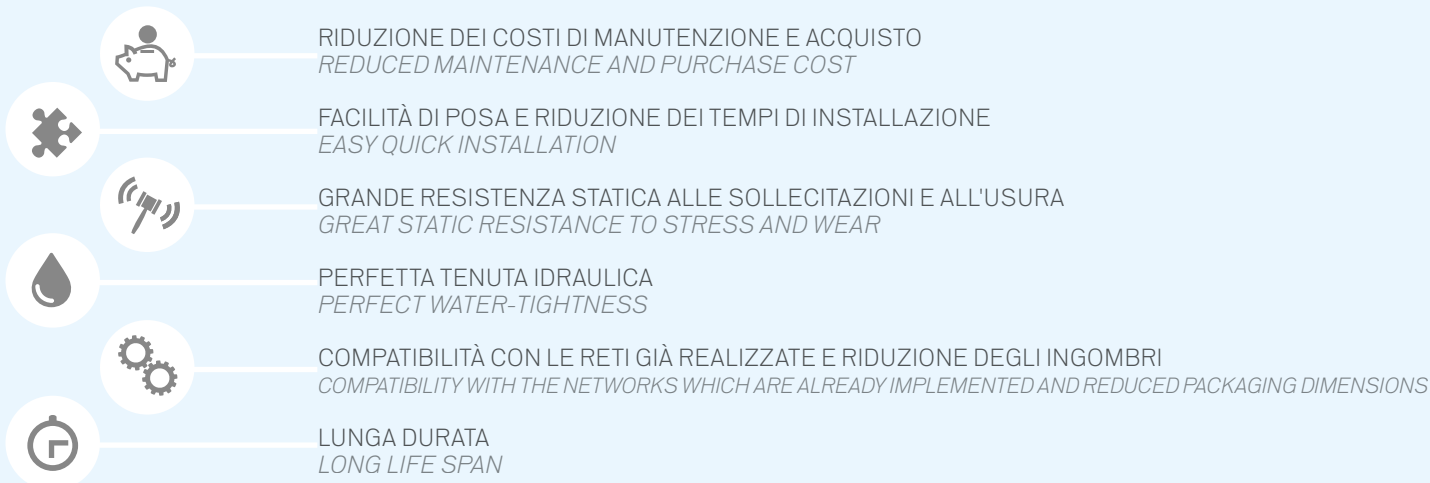 RIDUZIONE DEI COSTI DI MANUTENZIONE E ACQUISTO
REDUCED MAINTENANCE AND PURCHASE COST
FACILITÀ DI POSA E RIDUZIONE DEI TEMPI DI INSTALLAZIONE
EASY QUICK INSTALLATION
GRANDE RESISTENZA STATICA ALLE SOLLECITAZIONI E ALL'USURA
GREAT STATIC RESISTANCE TO STRESS AND WEAR
PERFETTA TENUTA IDRAULICA
PERFECT WATER-TIGHTNESS
COMPATIBILITÀ CON LE RETI GIÀ REALIZZATE E RIDUZIONE DEGLI INGOMBRI
COMPATIBILITY WITH THE NETWORKS WHICH ARE ALREADY IMPLEMENTED AND REDUCED PACKAGING DIMENSIONS
LUNGA DURATA
LONG LIFE SPAN